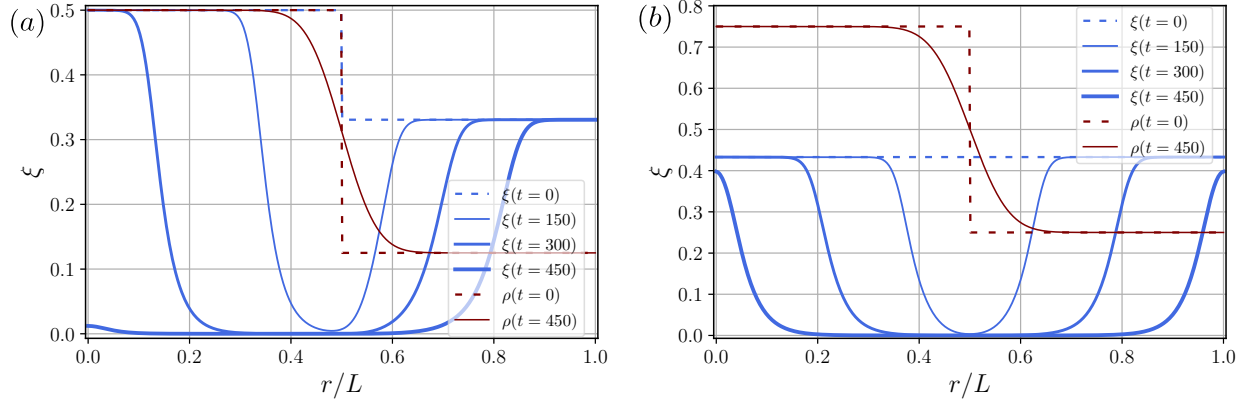 (a)
0.5
0.4
0.3
0.2
0.1
0.0
ξ
ξ(t = 0)
ξ(t = 150)
ξ(t = 300)
ξ(t = 450)
ρ(t = 0)
ρ(t = 450)
0.0 0.2 0.4 0.6 0.8 1.0
r/L
(b)
0.8
0.7
0.6
0.5
0.4
0.3
0.2
0.1
0.0
ξ
ξ(t = 0)
ξ(t = 150)
ξ(t = 300)
ξ(t = 450)
ρ(t = 0)
ρ(t = 450)
0.0 0.2 0.4 0.6 0.8 1.0
r/L